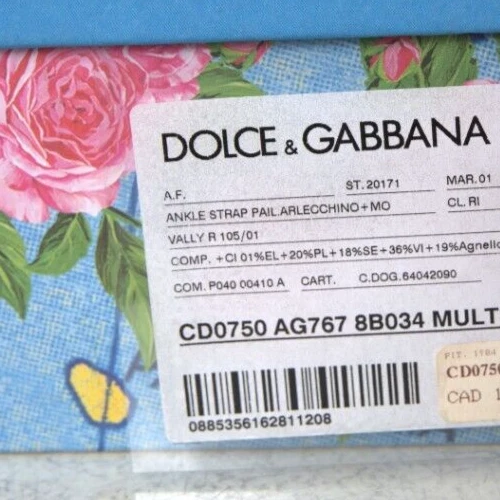 DOLCE & GABBANA
A.F. ST.20171 MAR.01
ANKLE STRAP PAIL.ARLECCHINO+MO CL. RI
VALLY R 105/01
COMP. +CI 01%EL+20%PL+18%SE+36%VI+19%Agnello
COM. P040 00410 A CART. C.DOG.64042090
CD0750 AG767 8B034 MULT
0885356162811208
CD0750
CAD